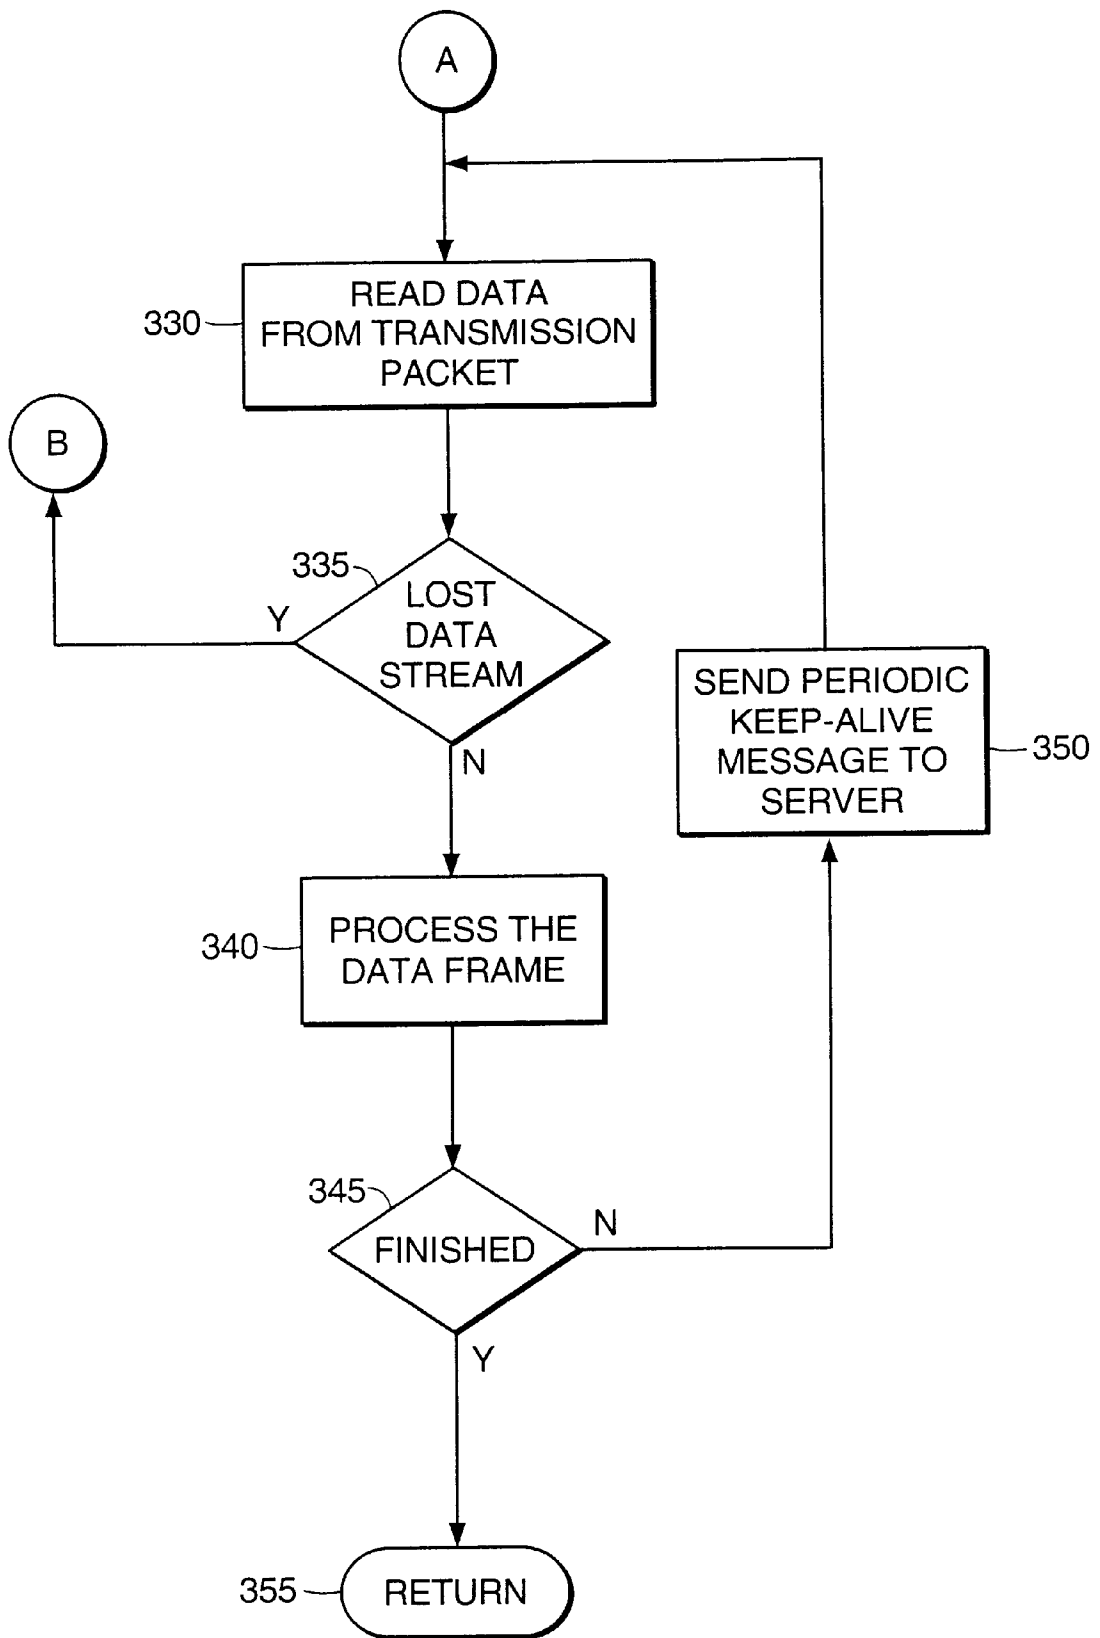 A
330
READ DATA
FROM TRANSMISSION
PACKET
B
335
LOST
DATA
STREAM
Y
N
SEND PERIODIC
KEEP-ALIVE
MESSAGE TO
SERVER
350
340
PROCESS THE
DATA FRAME
345
FINISHED
N
Y
355
RETURN